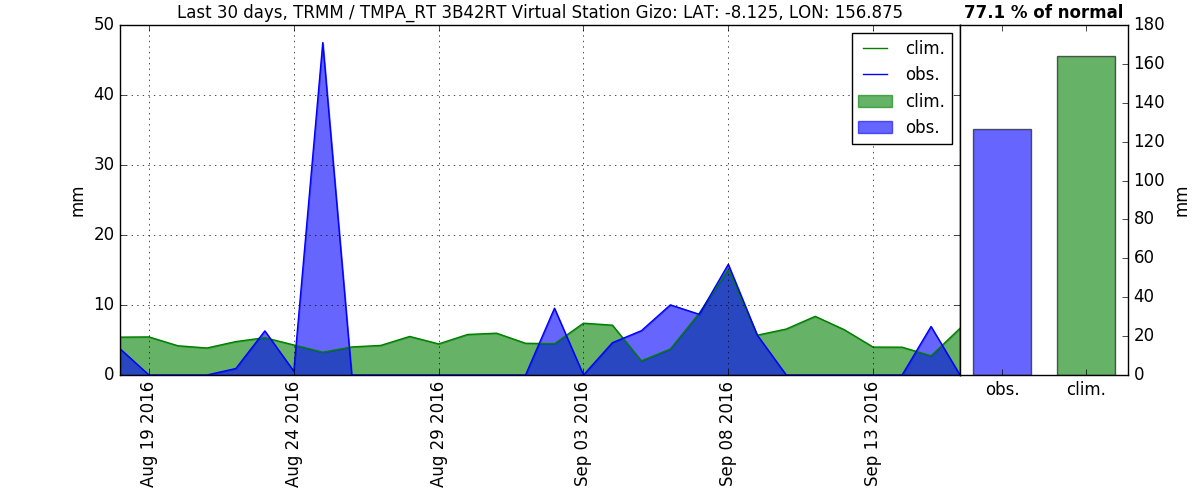 Last 30 days, TRMM / TMPA_RT 3B42RT Virtual Station Gizo: LAT: -8.125, LON: 156.875
77.1 % of normal
50
40
30
20
10
0
mm
clim.
obs.
clim.
obs.
180
160
140
120
100
80
60
40
20
0
mm
Aug 19 2016
Aug 24 2016
Aug 29 2016
Sep 03 2016
Sep 08 2016
Sep 13 2016
obs.
clim.